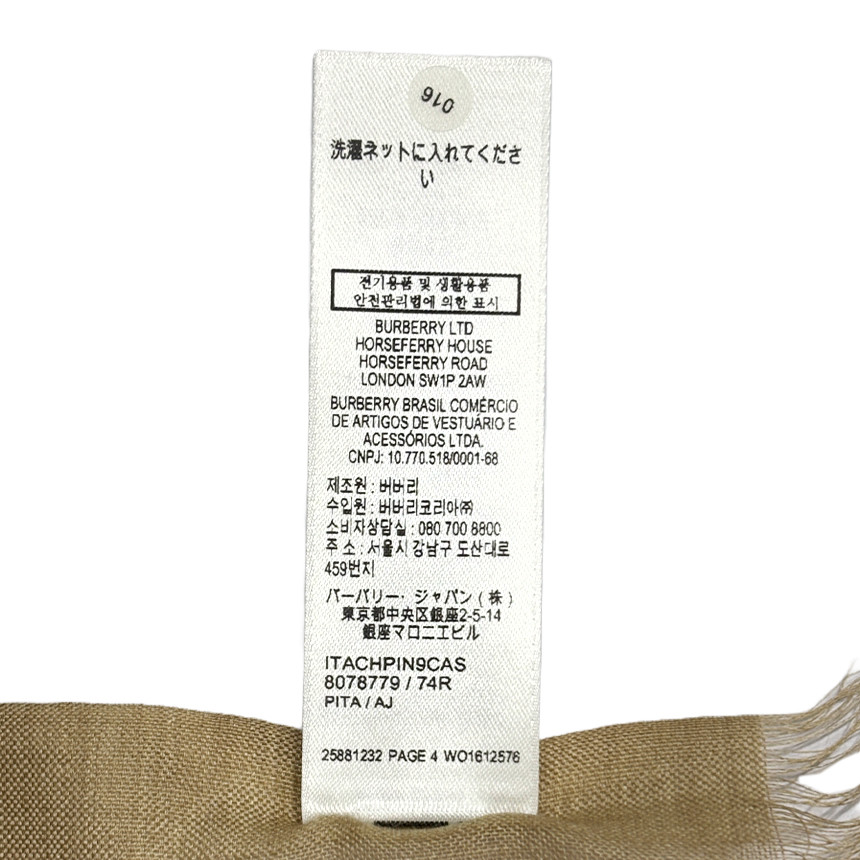 016
洗濯ネットに入れてくださ
い
전기용품 및 생활용품
안전관리법에 의한 표시
BURBERRY LTD
HORSEFERRY HOUSE
HORSEFERRY ROAD
LONDON SW1P 2AW
BURBERRY BRASIL COMÉRCIO
DE ARTIGOS DE VESTUÁRIO E
ACESSÓRIOS LTDA.
CNPJ: 10.770.518/0001-68
제조원 : 버버리
수입원 : 버버리코리아㈜
소비자상담실 : 080 700 8800
주 소 : 서울시 강남구 도산대로
459번지
バーバリー・ジャパン ( 株 )
東京都中央区銀座2-5-14
銀座マロニエビル
ITACHPIN9CAS
8078779 / 74R
PITA / AJ
25881232 PAGE 4 WO1612576